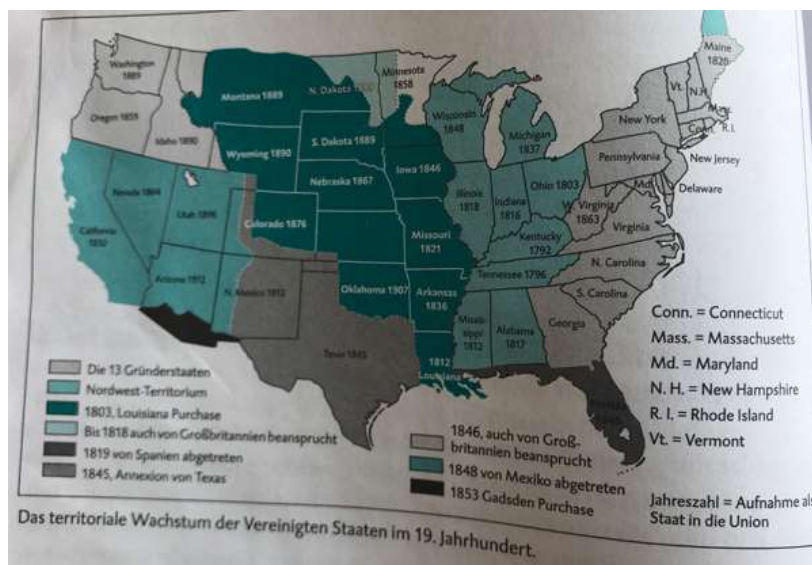 Washington
1889
Oregon 1859
Idaho 1890
Montana 1889
N. Dakota
Minnesota
1858
Wisconsin
1848
Michigan
1837
Maine
1820
Vt.
N.H.
Mass.
New York
Conn.
R. I.
Wyoming 1890
S. Dakota 1889
Nebraska 1867
Iowa 1846
Illinois
1818
Indiana
1816
Ohio 1803
Pennsylvania
New Jersey
Md.
Delaware
W. Virginia
1863
Virginia
Nevada 1864
Utah 1896
California
1850
Colorado 1876
Missouri
1821
Kentucky
1792
Tennessee 1796
N. Carolina
S. Carolina
Arizona 1912
N. Mexico 1912
Oklahoma 1907
Arkansas
1836
Missi-
ssippi
1812
Alabama
1817
Georgia
Texas 1845
1812
Louisiana
Conn. = Connecticut
Mass. = Massachusetts
Md. = Maryland
N. H. = New Hampshire
R. I. = Rhode Island
Vt. = Vermont
Jahreszahl = Aufnahme als
Staat in die Union
Die 13 Gründerstaaten
Nordwest-Territorium
1803, Louisiana Purchase
Bis 1818 auch von Großbritannien beansprucht
1819 von Spanien abgetreten
1845, Annexion von Texas
1846, auch von Groß-
britannien beansprucht
1848 von Mexiko abgetreten
1853 Gadsden Purchase
Das territoriale Wachstum der Vereinigten Staaten im 19. Jahrhundert.